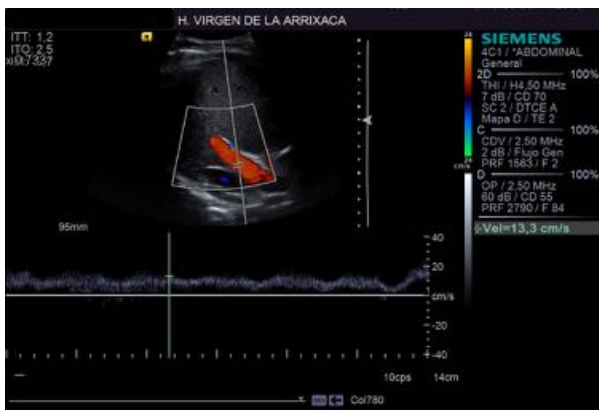 H. VIRGEN DE LA ARRIXACA
ITT: 1.2
ITO: 2.5
SIEMENS
4C1 / *ABDOMINAL
General
2D 100%
THI / H4,50 MHz
7 dB / CD 70
SC 2 / DTCE A
Mapa D / TE 2
C 100%
CDV / 2,50 MHz
2 dB / Flujo Gen
PRF 1563 / F 2
D 100%
OP / 2,50 MHz
60 dB / CD 55
PRF 2790 / F 84
Vel=13,3 cm/s
cm/s
95mm
40
20
cm/s
-20
-40
10cps 14cm
Col780